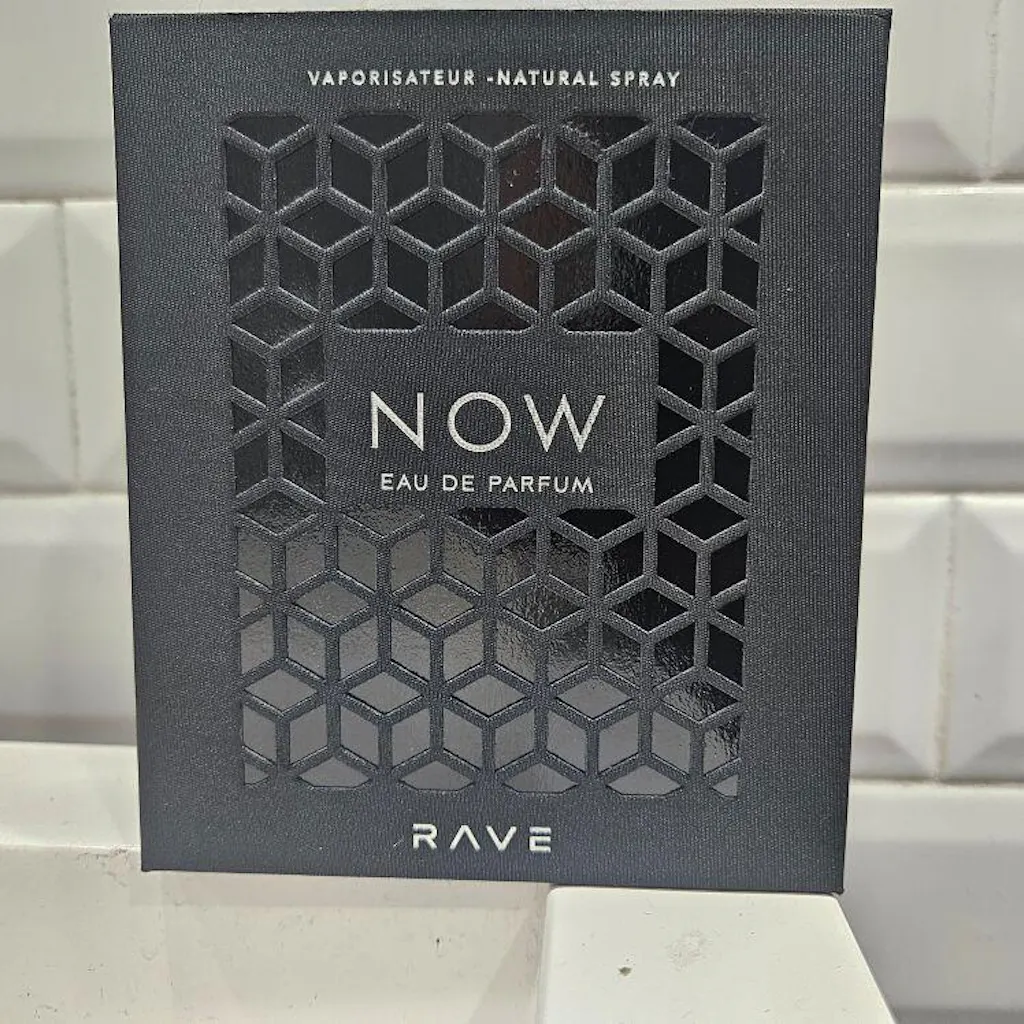 VAPORISATEUR -NATURAL SPRAY
NOW
EAU DE PARFUM
RAVE